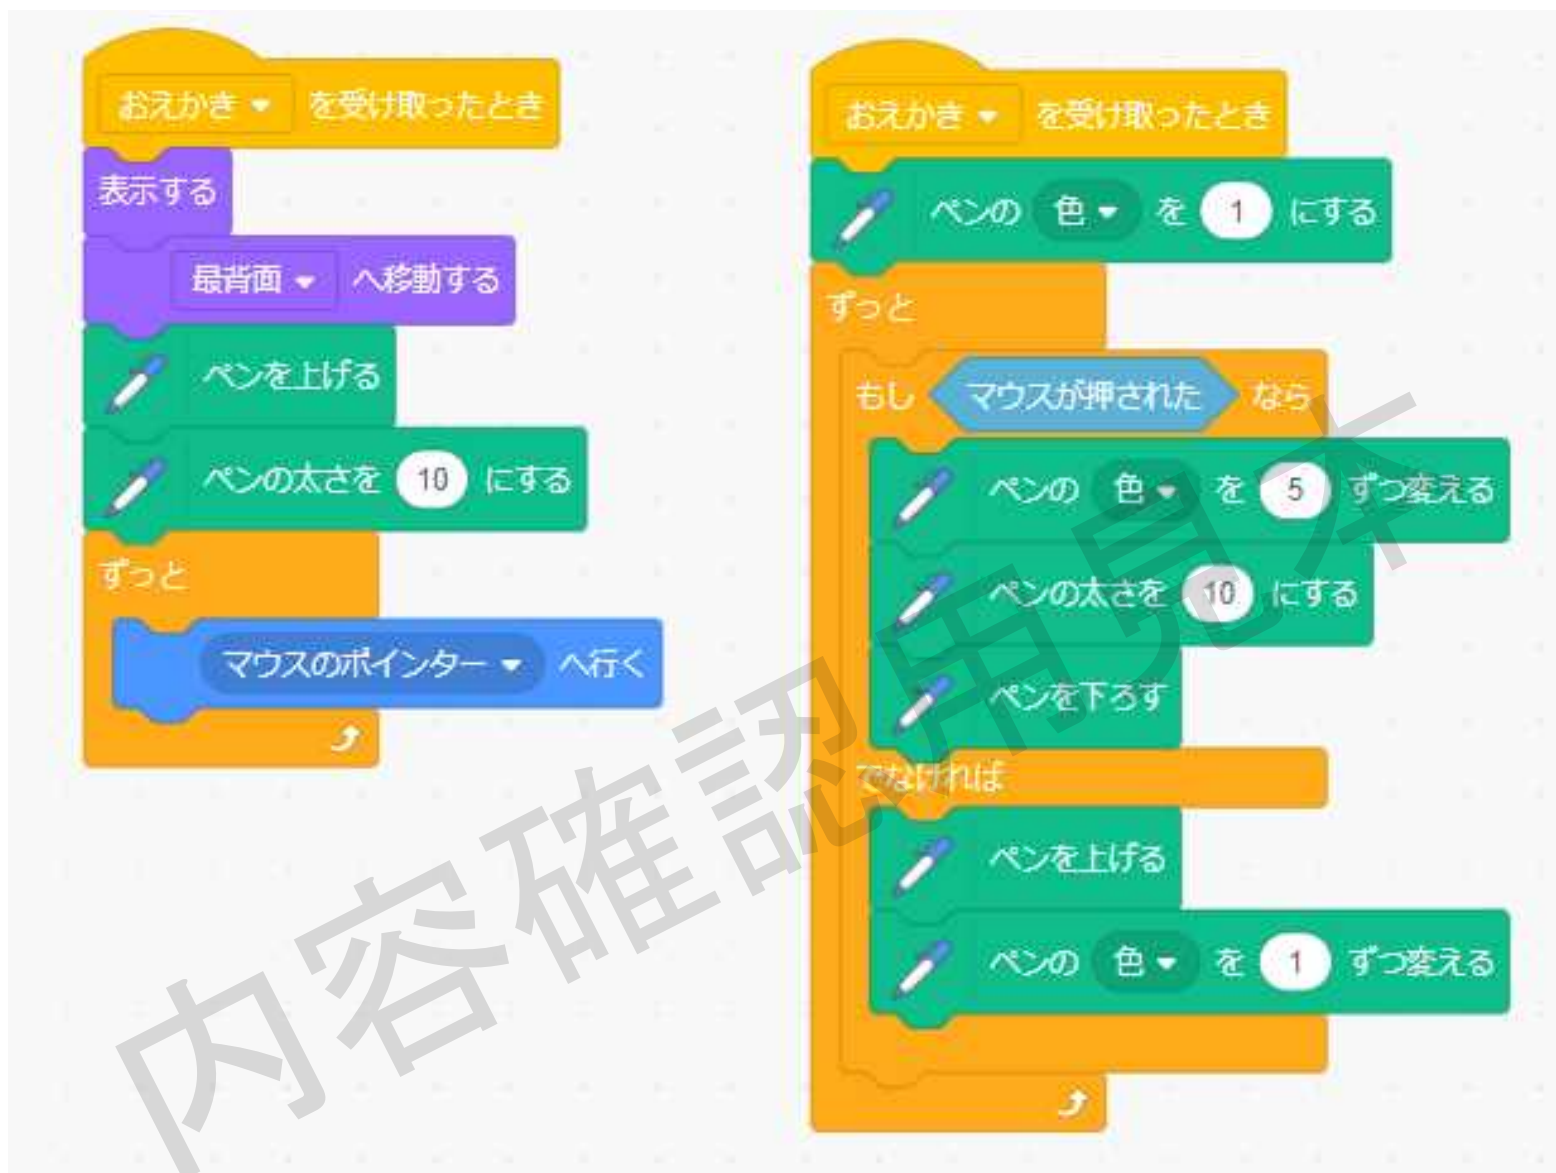 おえかき を受け取ったとき
表示する
最背面 へ移動する
ペンを上げる
ペンの太さを 10 にする
ずっと
マウスのポインター へ行く
おえかき を受け取ったとき
ペンの 色 を 1 にする
ずっと
もし マウスが押された なら
ペンの 色 を 5 ずつ変える
ペンの太さを 10 にする
ペンを下ろす
でなければ
ペンを上げる
ペンの 色 を 1 ずつ変える
内容確認用見本